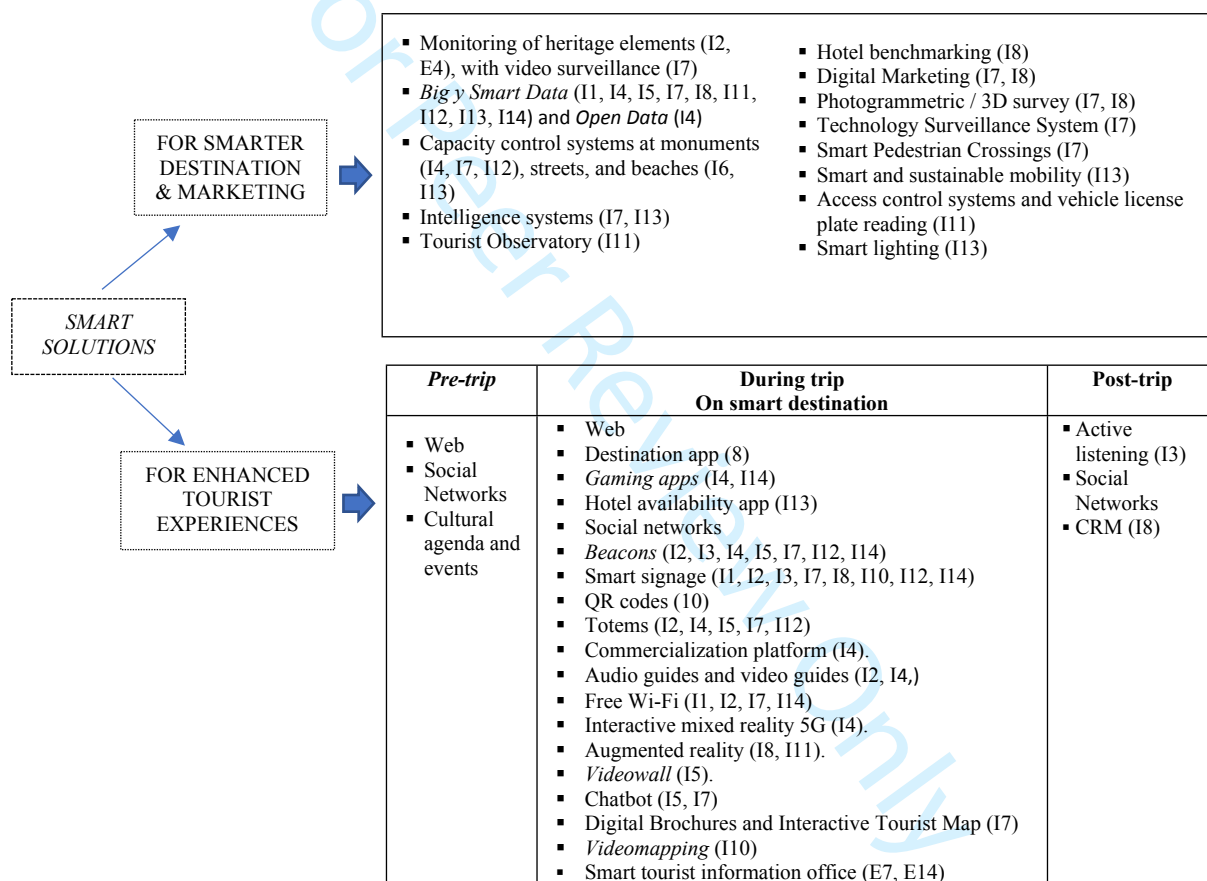 FOR SMARTER
DESTINATION
& MARKETING
▪ Monitoring of heritage elements (I2,
E4), with video surveillance (I7)
▪ Big y Smart Data (I1, I4, I5, I7, I8, I11,
I12, I13, I14) and Open Data (I4)
▪ Capacity control systems at monuments
(I4, I7, I12), streets, and beaches (I6,
I13)
▪ Intelligence systems (I7, I13)
▪ Tourist Observatory (I11)
▪ Hotel benchmarking (I8)
▪ Digital Marketing (I7, I8)
▪ Photogrammetric / 3D survey (I7, I8)
▪ Technology Surveillance System (I7)
▪ Smart Pedestrian Crossings (I7)
▪ Smart and sustainable mobility (I13)
▪ Access control systems and vehicle license
plate reading (I11)
▪ Smart lighting (I13)
SMART
SOLUTIONS
FOR ENHANCED
TOURIST
EXPERIENCES
Pre-trip
▪ Web
▪ Social
Networks
▪ Cultural
agenda and
events
During trip
On smart destination
▪ Web
▪ Destination app (8)
▪ Gaming apps (I4, I14)
▪ Hotel availability app (I13)
▪ Social networks
▪ Beacons (I2, I3, I4, I5, I7, I12, I14)
▪ Smart signage (I1, I2, I3, I7, I8, I10, I12, I14)
▪ QR codes (10)
▪ Totems (I2, I4, I5, I7, I12)
▪ Commercialization platform (I4).
▪ Audio guides and video guides (I2, I4,)
▪ Free Wi-Fi (I1, I2, I7, I14)
▪ Interactive mixed reality 5G (I4).
▪ Augmented reality (I8, I11).
▪ Videowall (I5).
▪ Chatbot (I5, I7)
▪ Digital Brochures and Interactive Tourist Map (I7)
▪ Videomapping (I10)
▪ Smart tourist information office (E7, E14)
Post-trip
▪ Active
listening (I3)
▪ Social
Networks
▪ CRM (I8)
or Peer Review Only